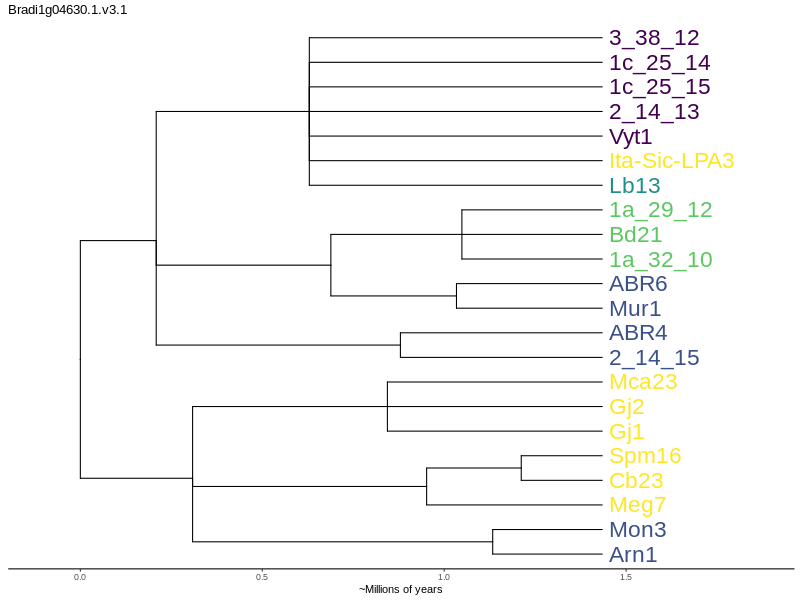 Bradi1g04630.1.v3.1
3_38_12
1c_25_14
1c_25_15
2_14_13
Vyt1
Ita-Sic-LPA3
Lb13
1a_29_12
Bd21
1a_32_10
ABR6
Mur1
ABR4
2_14_15
Mca23
Gj2
Gj1
Spm16
Cb23
Meg7
Mon3
Arn1
0.0 0.5 1.0 1.5
~Millions of years